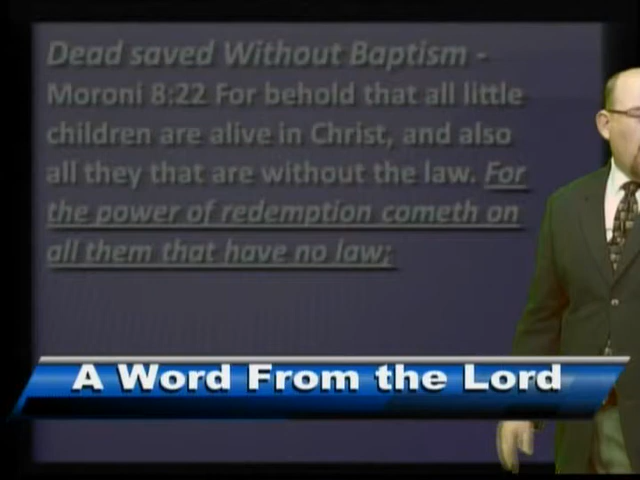 Dead saved Without Baptism -
Moroni 8:22 For behold that all little
children are alive in Christ, and also
all they that are without the law. For
the power of redemption cometh on
all them that have no law;
A Word From the Lord